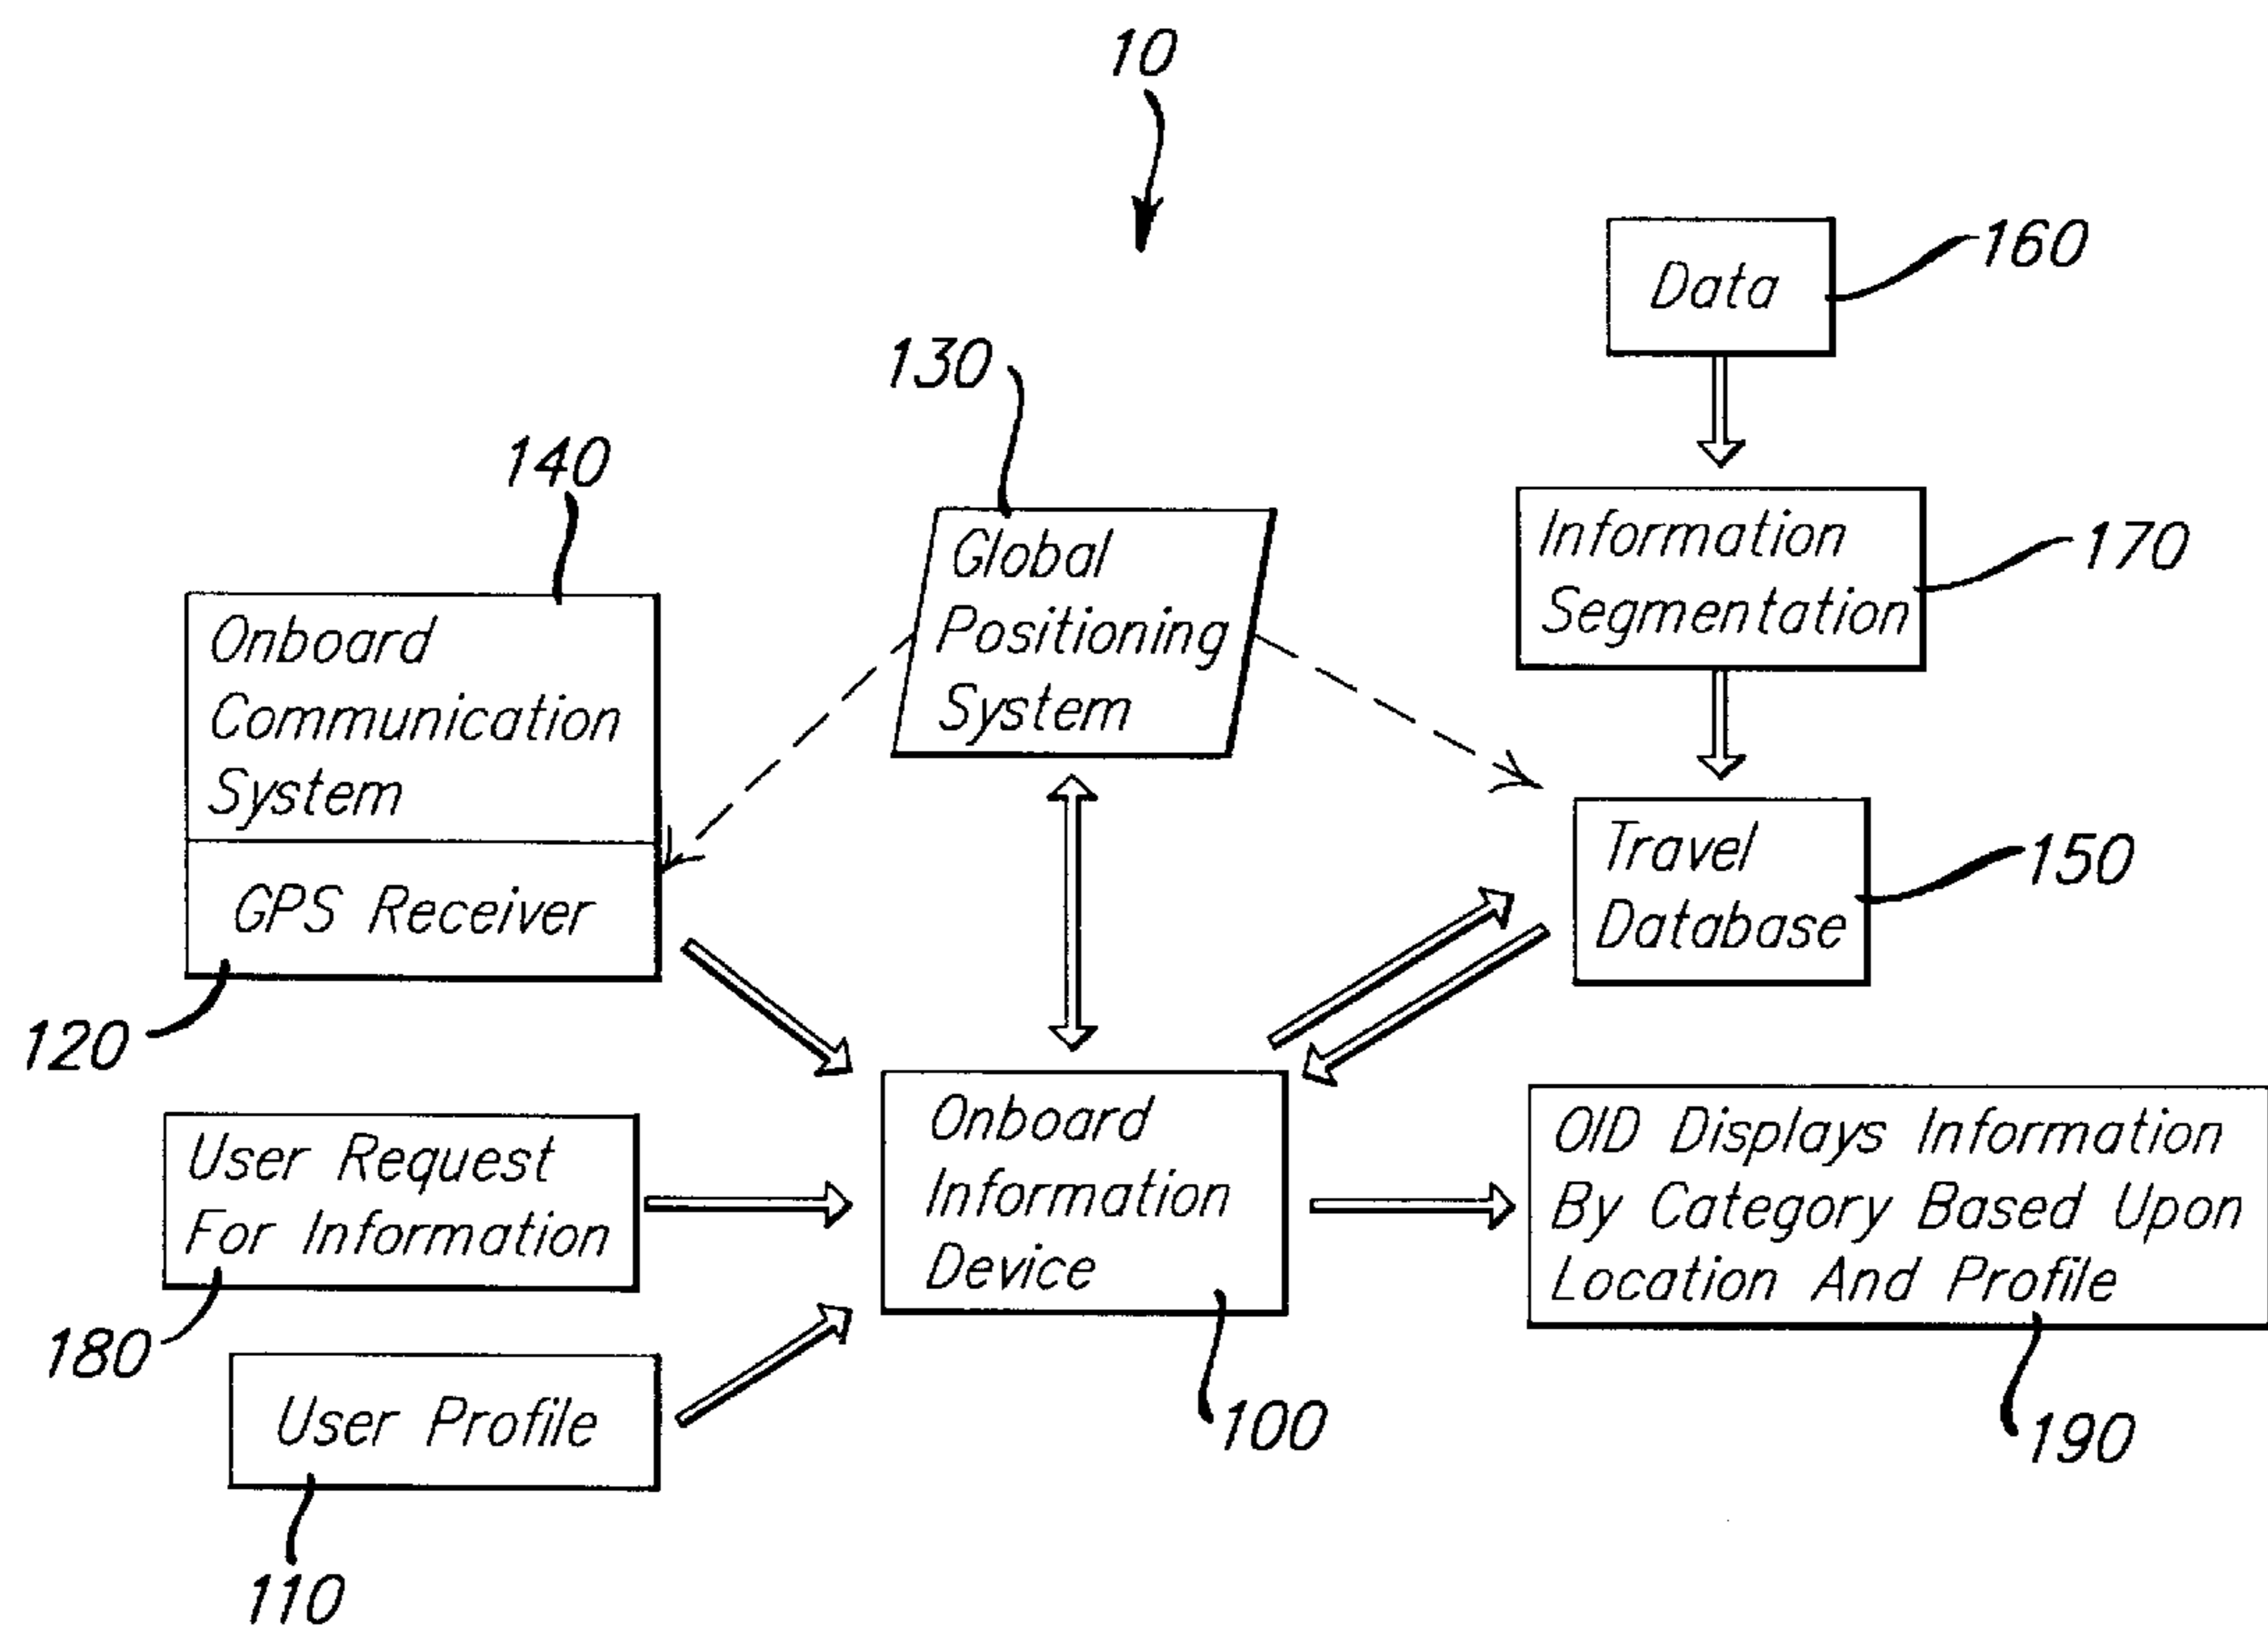 10
Data
160
130
Information
Segmentation
170
140
Global
Positioning
System
Onboard
Communication
System
GPS Receiver
120
Travel
Database
150
User Request
For Information
180
Onboard
Information
Device
100
OID Displays Information
By Category Based Upon
Location And Profile
190
User Profile
110